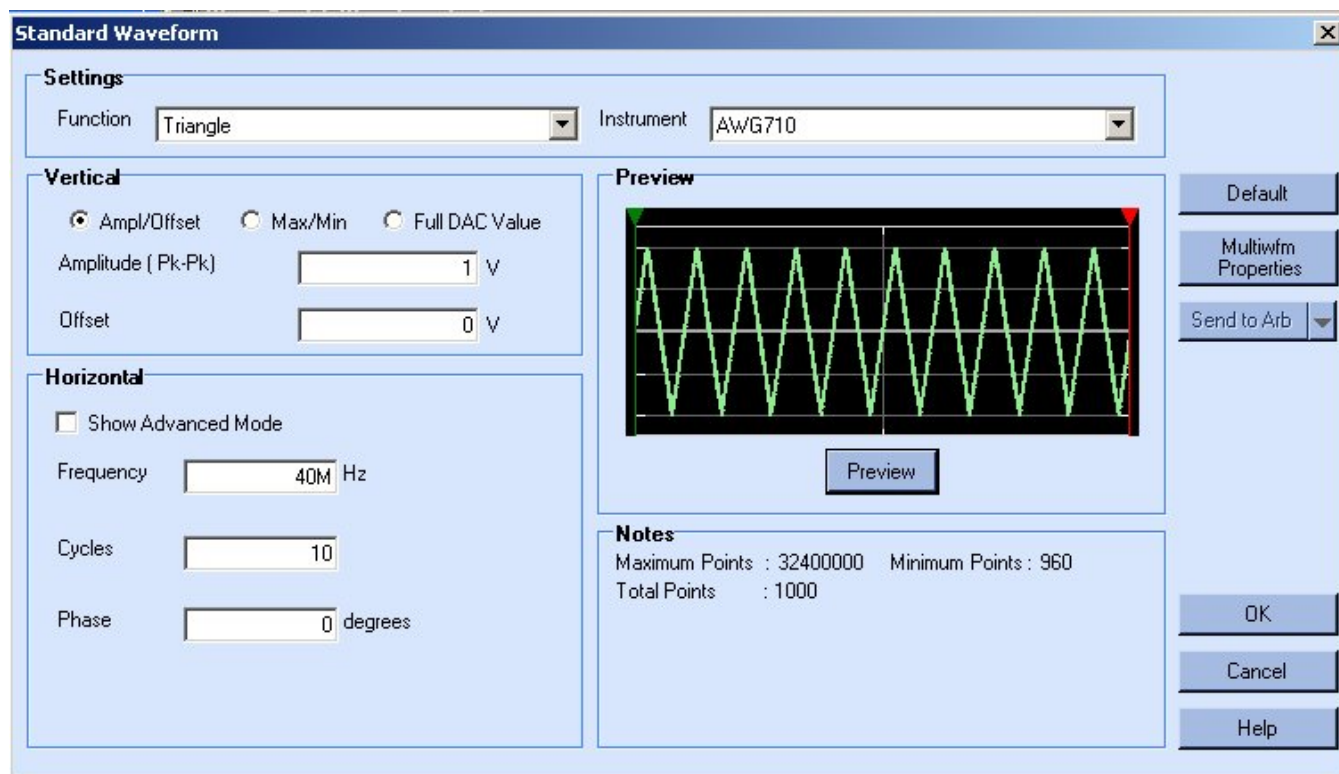 Standard Waveform
Settings
Function Triangle Instrument AWG710
Vertical
Ampl/Offset Max/Min Full DAC Value
Amplitude ( Pk-Pk) 1 V
Offset 0 V
Preview
Preview
Default
Multiwfm
Properties
Send to Arb
Horizontal
Show Advanced Mode
Frequency 40M Hz
Cycles 10
Phase 0 degrees
Notes
Maximum Points : 32400000 Minimum Points : 960
Total Points : 1000
OK
Cancel
Help